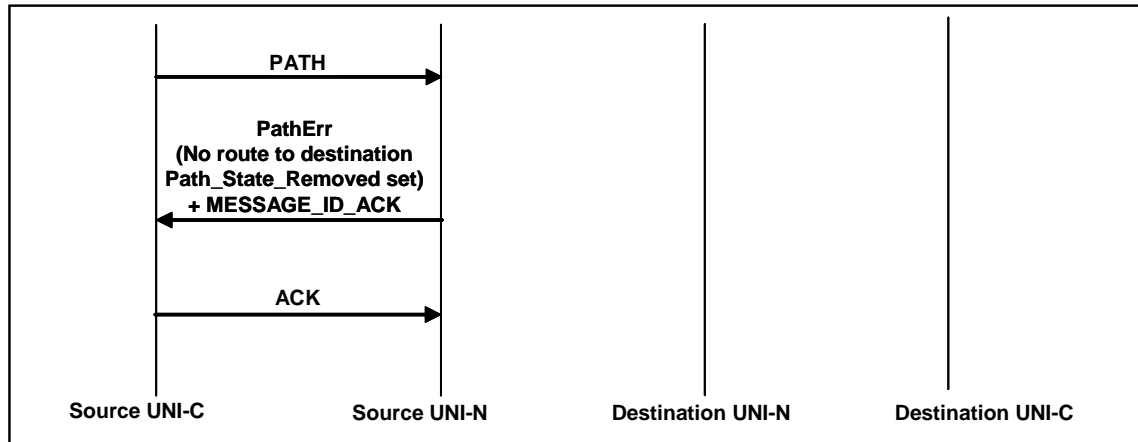 PATH
PathErr
(No route to destination
Path_State_Removed set)
+ MESSAGE_ID_ACK
ACK
Source UNI-C
Source UNI-N
Destination UNI-N
Destination UNI-C